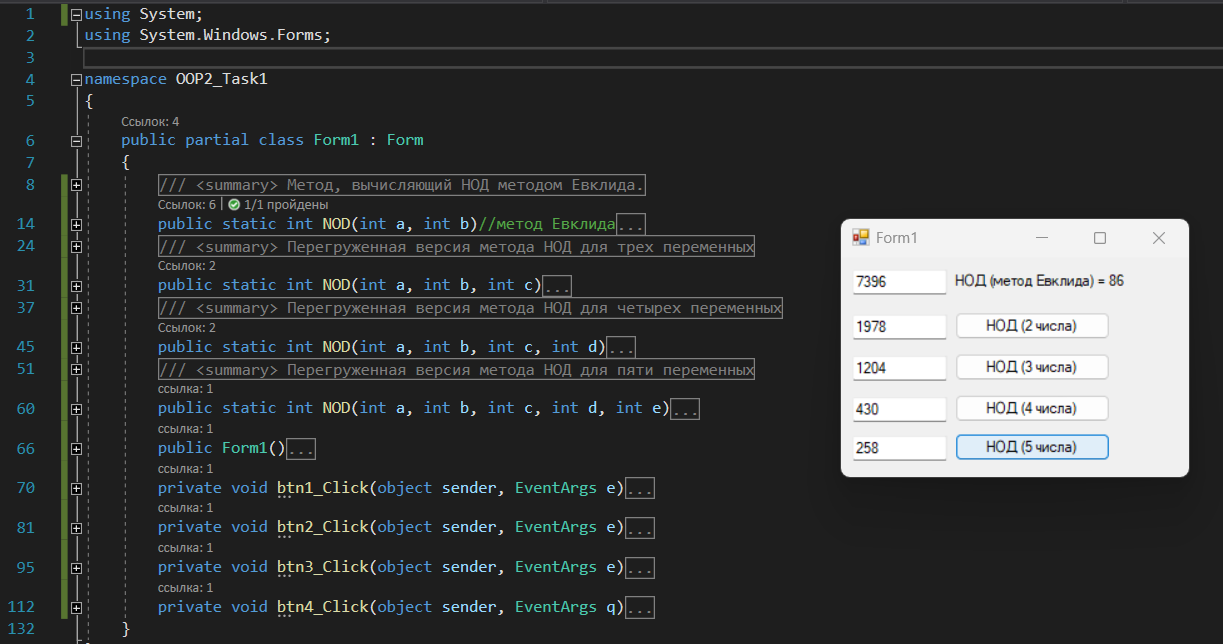 1 using System;
2 using System.Windows.Forms;
3
4 namespace OOP2_Task1
5 {
Ссылок: 4
6 public partial class Form1 : Form
7 {
8 /// <summary> Метод, вычисляющий НОД методом Евклида.
Ссылок: 6 | 1/1 пройдены
14 public static int NOD(int a, int b)//метод Евклида...
24 /// <summary> Перегруженная версия метода НОД для трех переменных
Ссылок: 2
31 public static int NOD(int a, int b, int c)...
37 /// <summary> Перегруженная версия метода НОД для четырех переменных
Ссылок: 2
45 public static int NOD(int a, int b, int c, int d)...
51 /// <summary> Перегруженная версия метода НОД для пяти переменных
ссылка: 1
60 public static int NOD(int a, int b, int c, int d, int e)...
ссылка: 1
66 public Form1()...
ссылка: 1
70 private void btn1_Click(object sender, EventArgs e)...
ссылка: 1
81 private void btn2_Click(object sender, EventArgs e)...
ссылка: 1
95 private void btn3_Click(object sender, EventArgs e)...
ссылка: 1
112 private void btn4_Click(object sender, EventArgs q)...
132 }
Form1
7396 НОД (метод Евклида) = 86
1978 НОД (2 числа)
1204 НОД (3 числа)
430 НОД (4 числа)
258 НОД (5 числа)